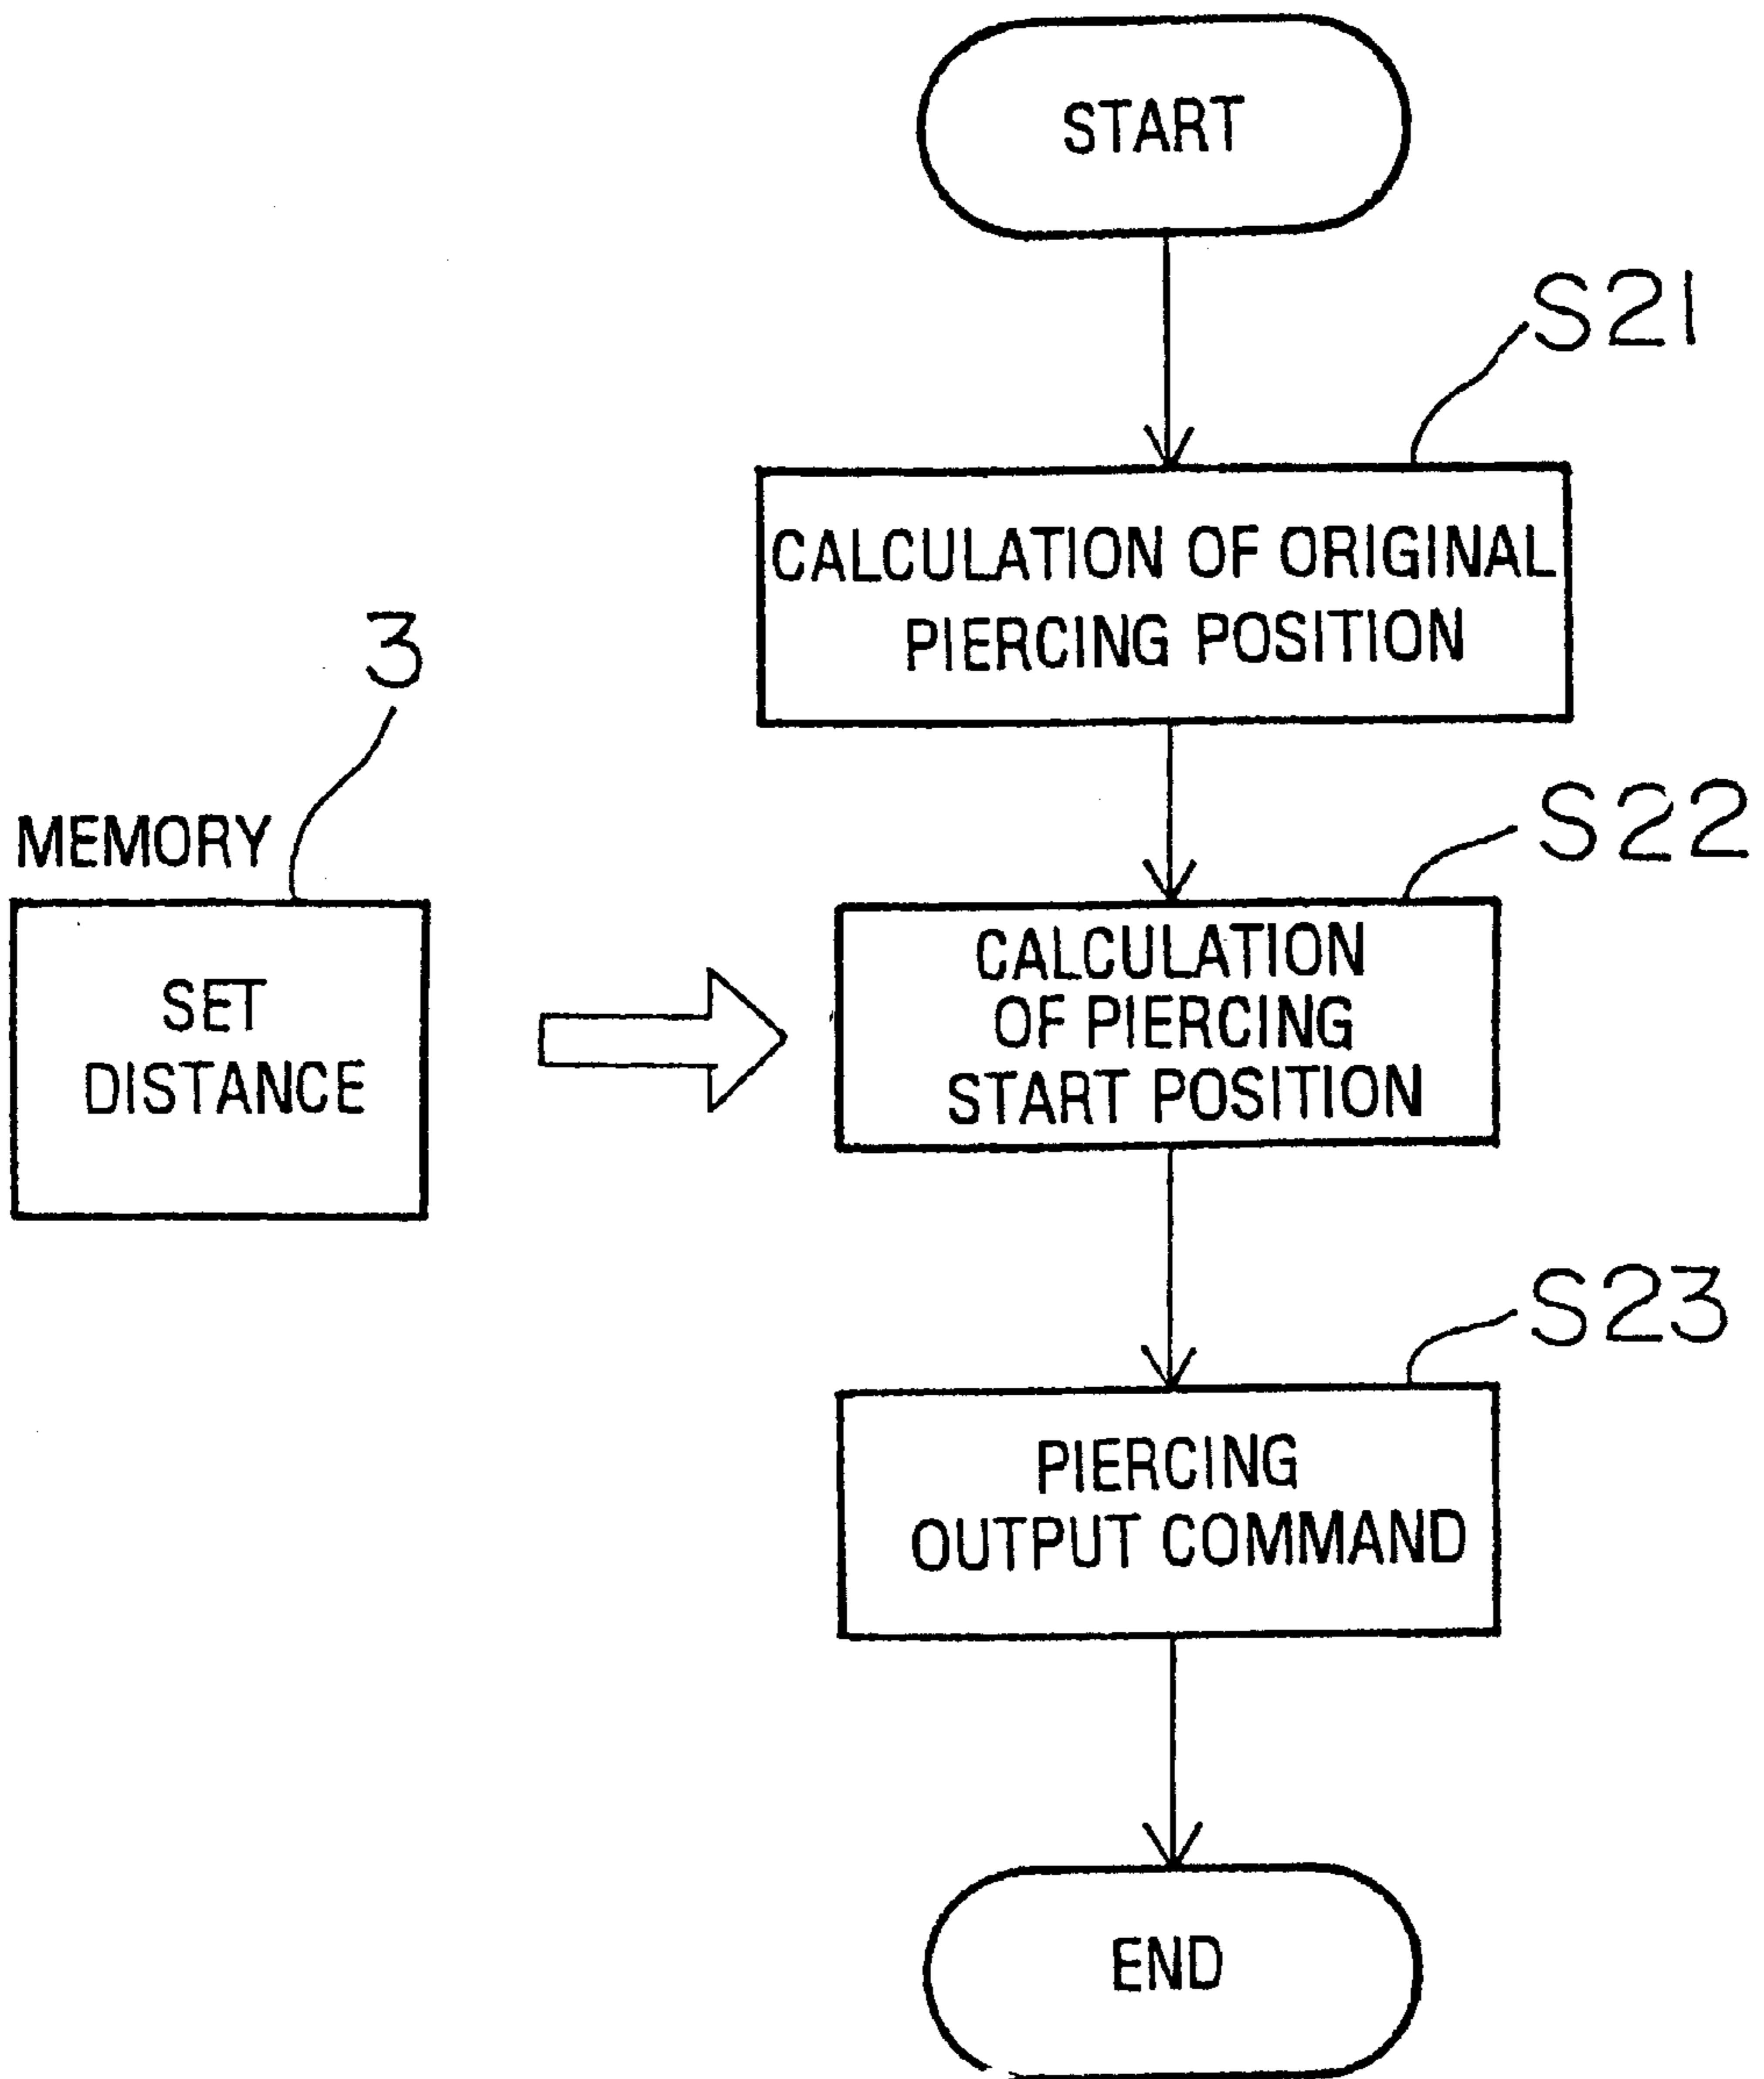 START
S21
CALCULATION OF ORIGINAL
PIERCING POSITION
3
MEMORY
SET
DISTANCE
S22
CALCULATION
OF PIERCING
START POSITION
S23
PIERCING
OUTPUT COMMAND
END